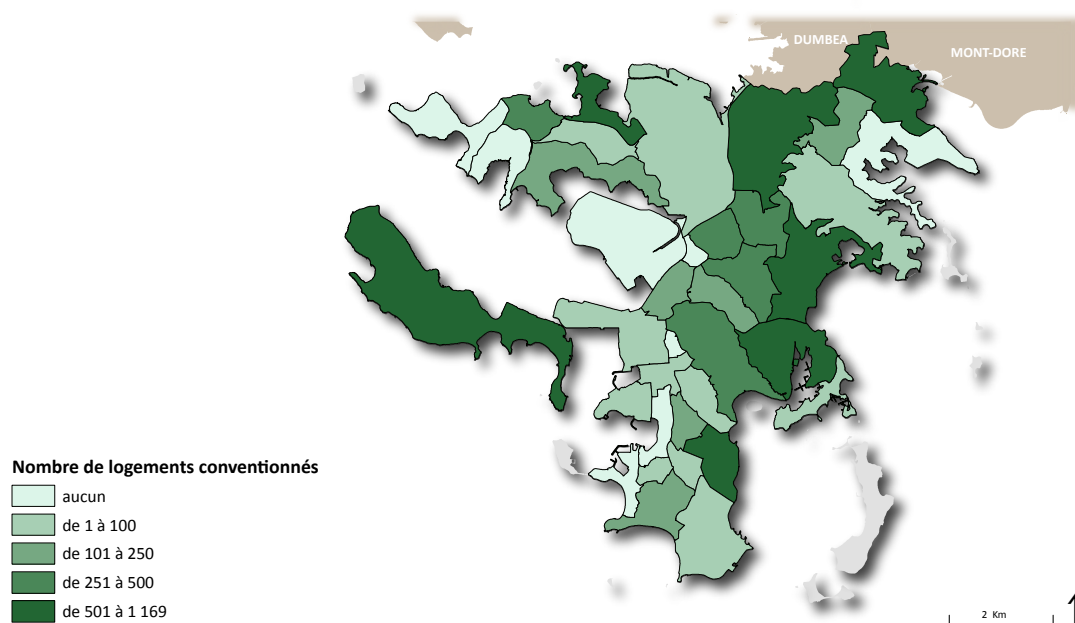 DUMBEA
MONT-DORE
Nombre de logements conventionnés
aucun
de 1 à 100
de 101 à 250
de 251 à 500
de 501 à 1 169
2 Km